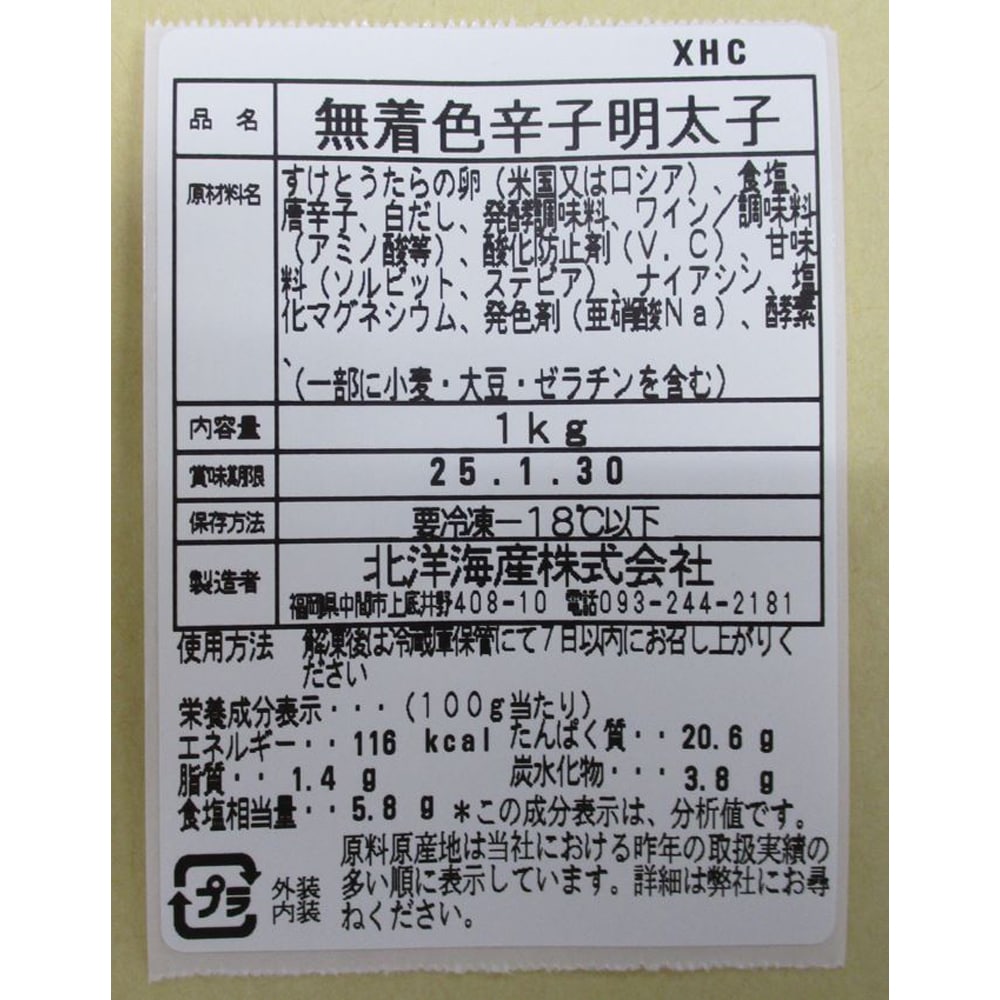 XHC
品名 無着色辛子明太子
原材料名 すけとうたらの卵（米国又はロシア）、食塩、
唐辛子、白だし、発酵調味料、ワイン／調味料
（アミノ酸等）、酸化防止剤（V．C）、甘味
料（ソルビット、ステビア）、ナイアシン、塩
化マグネシウム、発色剤（亜硝酸Na）、酵素
、
（一部に小麦・大豆・ゼラチンを含む）
内容量 1kg
賞味期限 25.1.30
保存方法 要冷凍－18℃以下
製造者 北洋海産株式会社
福岡県中間市上底井野408-10 電話093-244-2181
使用方法 解凍後は冷蔵庫保管にて7日以内にお召し上がりく
ださい
栄養成分表示・・・（100g当たり）
エネルギー・・116 kcal たんぱく質・・20.6 g
脂質・・1.4 g 炭水化物・・・3.8 g
食塩相当量・・5.8 g ＊この成分表示は、分析値です。
原料原産地は当社における昨年の取扱実績の
多い順に表示しています。詳細は弊社にお尋
ねください。
プラ 外装
内装